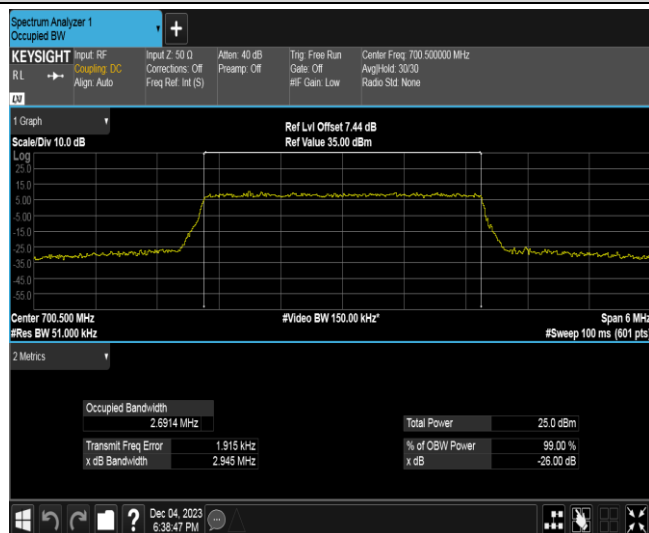 Spectrum Analyzer 1
Occupied BW
+
KEYSIGHT Input: RF Input Z: 50 Ω Atten: 40 dB Trig: Free Run Center Freq: 700.500000 MHz
RL Coupling: DC Corrections: Off Preamp: Off Gate: Off Avg|Hold: 30/30
Align: Auto Freq Ref: Int (S) #IF Gain: Low Radio Std: None
LXI
1 Graph
Ref Lvl Offset 7.44 dB
Scale/Div 10.0 dB Ref Value 35.00 dBm
Log
25.0
15.0
5.00
-5.00
-15.0
-25.0
-35.0
-45.0
-55.0
Center 700.500 MHz #Video BW 150.00 kHz* Span 6 MHz
#Res BW 51.000 kHz #Sweep 100 ms (601 pts)
2 Metrics
Occupied Bandwidth
2.6914 MHz Total Power 25.0 dBm
Transmit Freq Error 1.915 kHz % of OBW Power 99.00 %
x dB Bandwidth 2.945 MHz x dB -26.00 dB
? Dec 04, 2023
6:38:47 PM